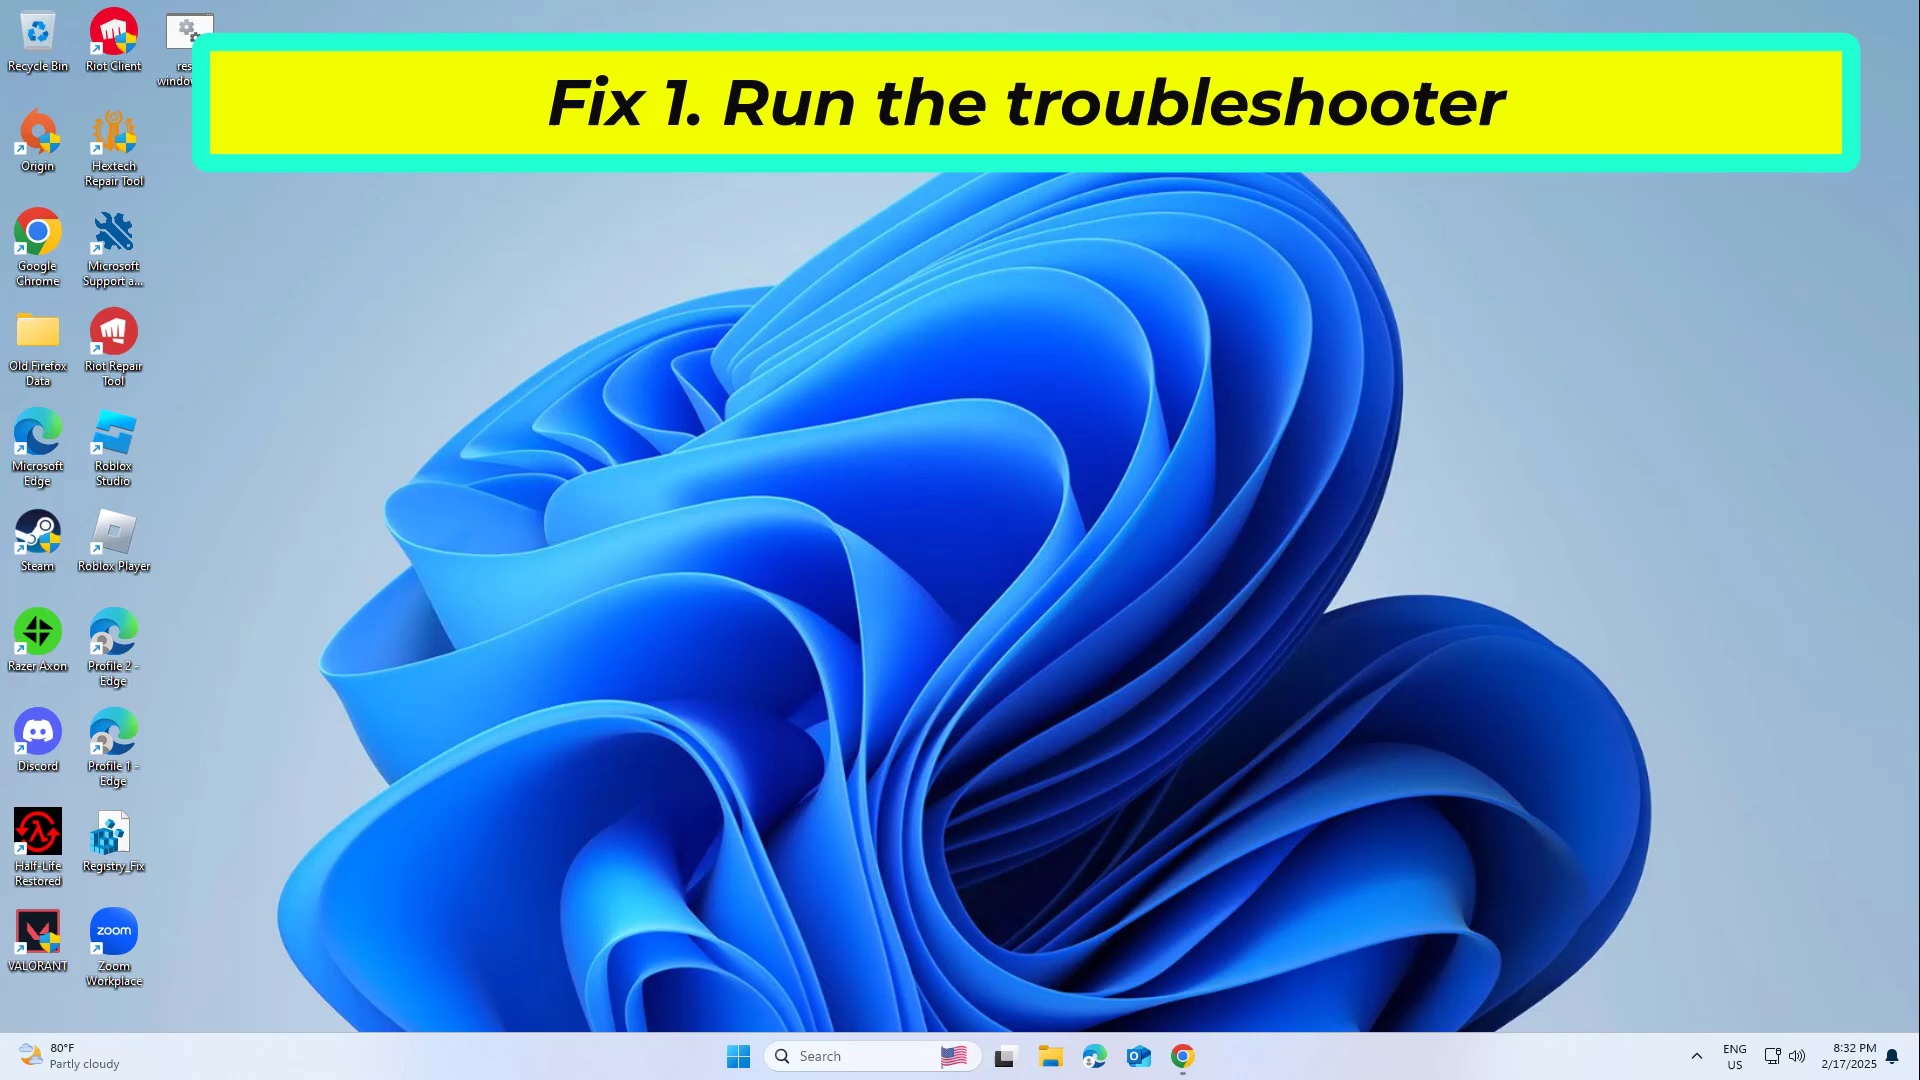 Fix 1. Run the troubleshooter
Recycle Bin
Riot Client
Origin
Hextech
Repair Tool
Google
Chrome
Microsoft
Support a...
Old Firefox
Data
Riot Repair
Tool
Microsoft
Edge
Roblox
Studio
Steam
Roblox Player
Razer Axon
Profile 2 -
Edge
Discord
Profile 1 -
Edge
Half-Life
Restored
Registry_Fix
VALORANT
zoom
Zoom
Workplace
80°F
Partly cloudy
Search
ENG
US
8:32 PM
2/17/2025